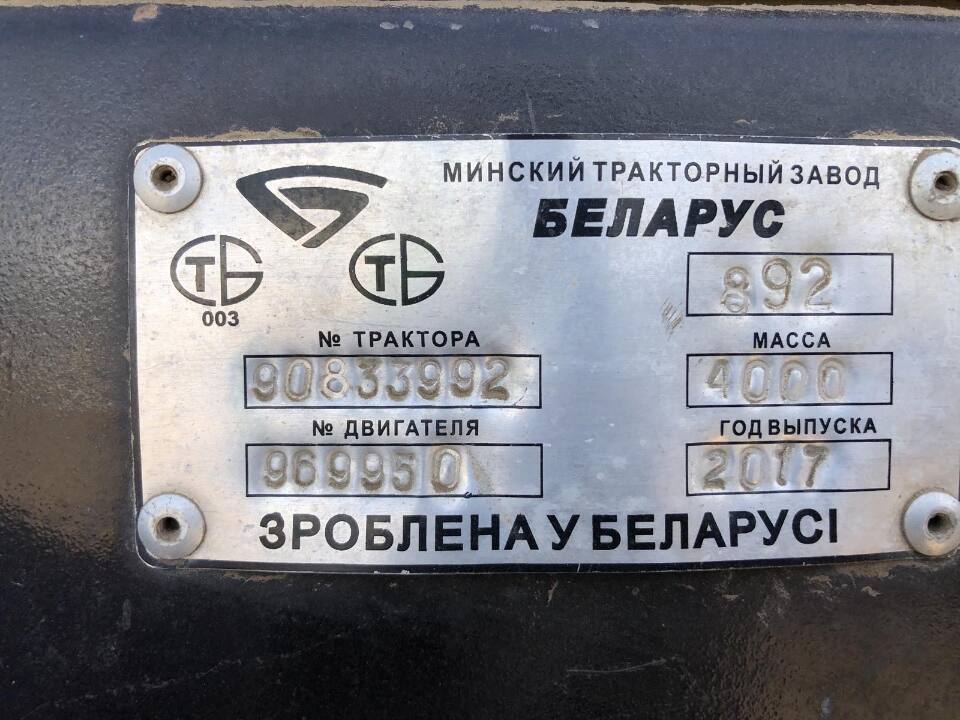 МИНСКИЙ ТРАКТОРНЫЙ ЗАВОД
БЕЛАРУС
892
003
№ ТРАКТОРА
МАССА
90833992
4000
№ ДВИГАТЕЛЯ
ГОД ВЫПУСКА
969950
2017
ЗРОБЛЕНА У БЕЛАРУСІ